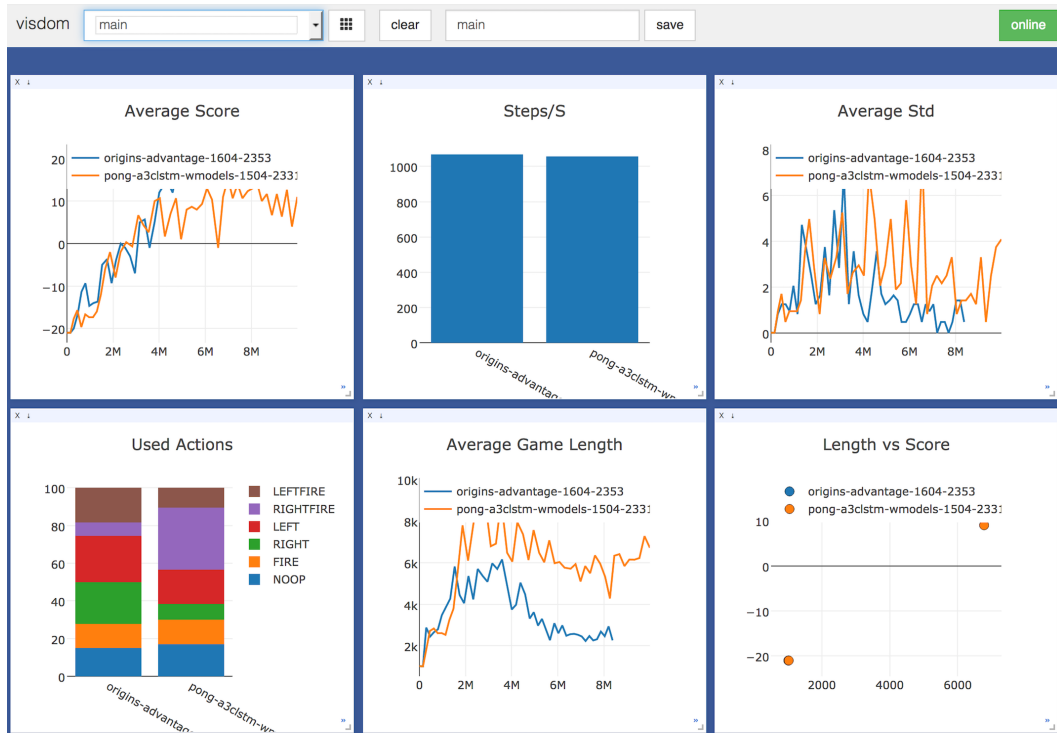 visdom main clear main save online
X ↓
Average Score
origins-advantage-1604-2353
pong-a3clstm-wmodels-1504-2331
20
10
0
−10
−20
0 2M 4M 6M 8M
»
X ↓
Steps/S
1000
800
600
400
200
0
origins-advantage
pong-a3clstm-wm
»
X ↓
Average Std
origins-advantage-1604-2353
pong-a3clstm-wmodels-1504-2331
8
6
4
2
0
0 2M 4M 6M 8M
»
X ↓
Used Actions
100
80
60
40
20
0
LEFTFIRE
RIGHTFIRE
LEFT
RIGHT
FIRE
NOOP
origins-advantage
pong-a3clstm-wm
»
Average Game Length
origins-advantage-1604-2353
pong-a3clstm-wmodels-1504-2331
10k
8k
6k
4k
2k
0 2M 4M 6M 8M
»
X ↓
Length vs Score
origins-advantage-1604-2353
pong-a3clstm-wmodels-1504-2331
10
0
−10
−20
2000 4000 6000
»